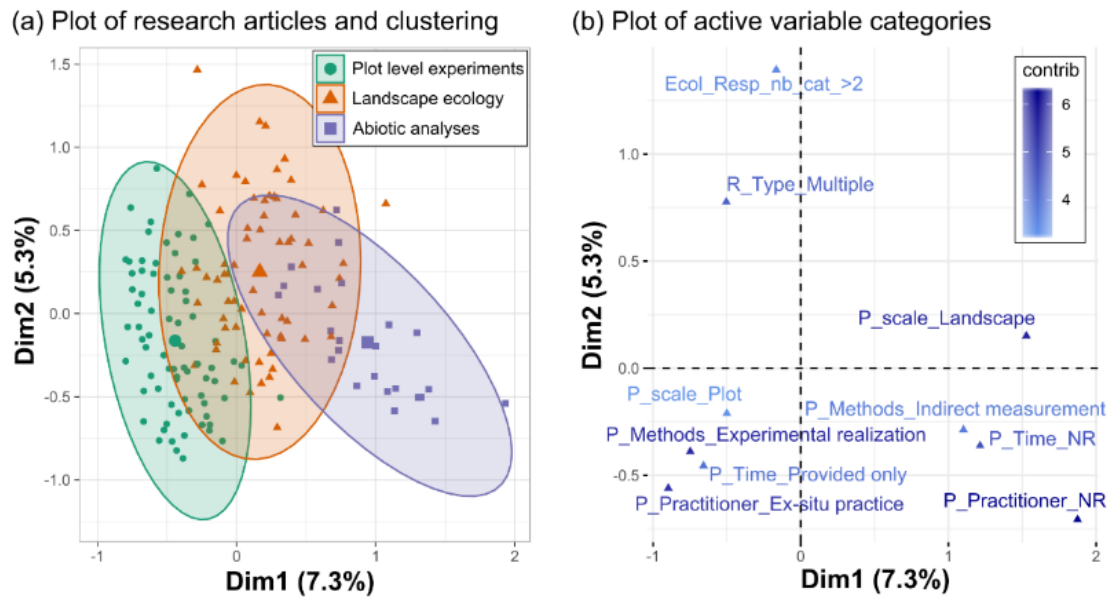 (a) Plot of research articles and clustering
Plot level experiments
Landscape ecology
Abiotic analyses
1.5
1.0
0.5
0.0
-0.5
-1.0
Dim2 (5.3%)
-1
0
1
2
Dim1 (7.3%)
(b) Plot of active variable categories
contrib
6
5
4
Ecol_Resp_nb_cat_>2
R_Type_Multiple
P_scale_Landscape
P_scale_Plot
P_Methods_Indirect measurement
P_Methods_Experimental realization
P_Time_NR
P_Time_Provided only
P_Practitioner_Ex-situ practice
P_Practitioner_NR
1.0
0.5
0.0
-0.5
Dim2 (5.3%)
-1
0
1
2
Dim1 (7.3%)